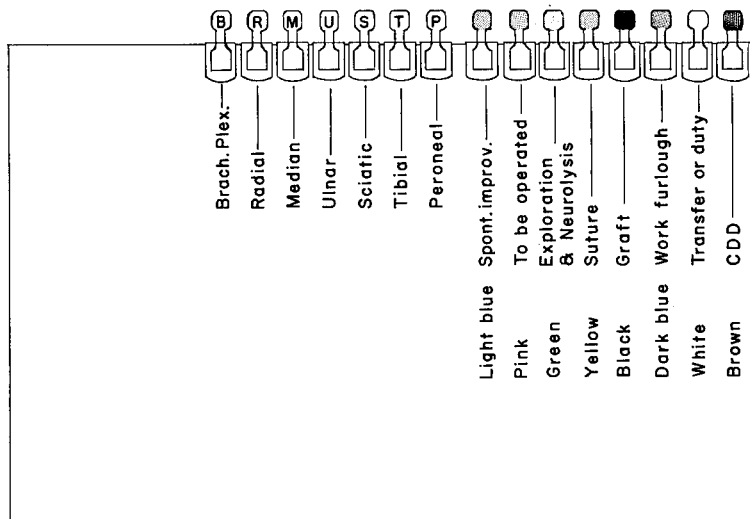 B R M U S T P
Brach. Plex.
Radial
Median
Ulnar
Sciatic
Tibial
Peroneal
Light blue Spont. improv.
Pink To be operated
Green Exploration
& Neurolysis
Yellow Suture
Black Graft
Dark blue Work furlough
White Transfer or duty
Brown CDD